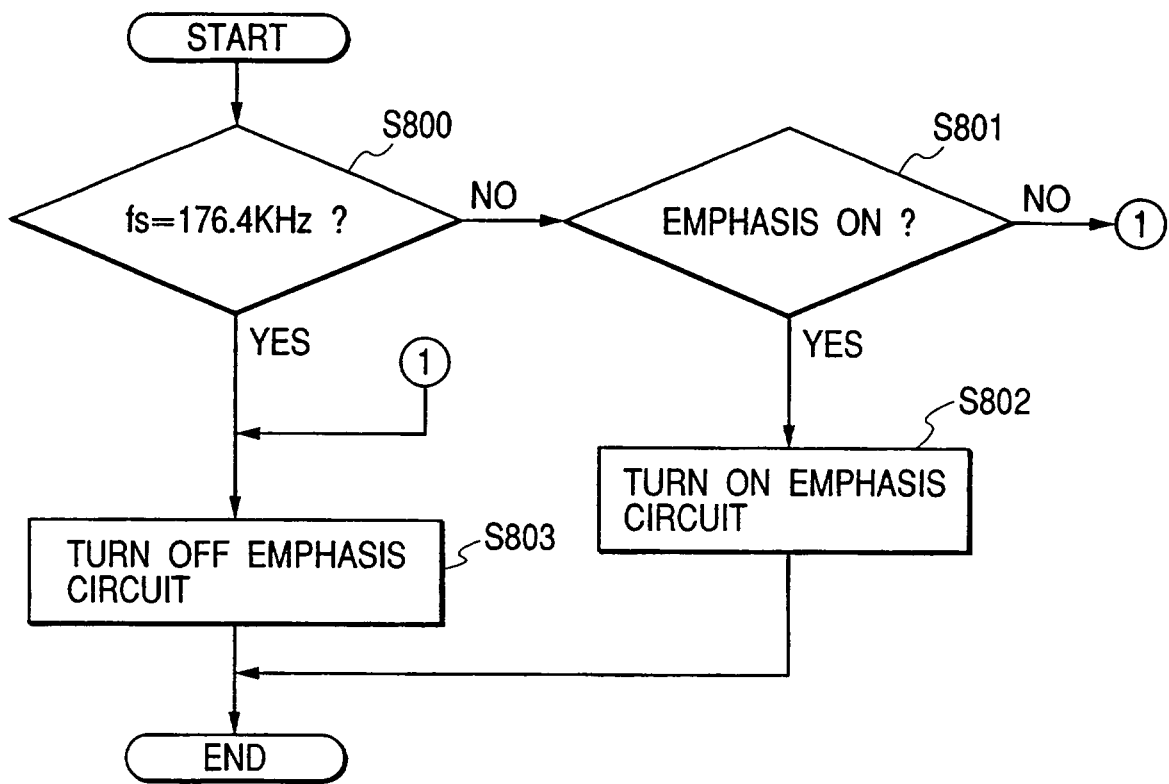 START
S800
fs=176.4KHz ?
NO
S801
EMPHASIS ON ?
NO
1
YES
1
YES
S802
TURN ON EMPHASIS
CIRCUIT
S803
TURN OFF EMPHASIS
CIRCUIT
END